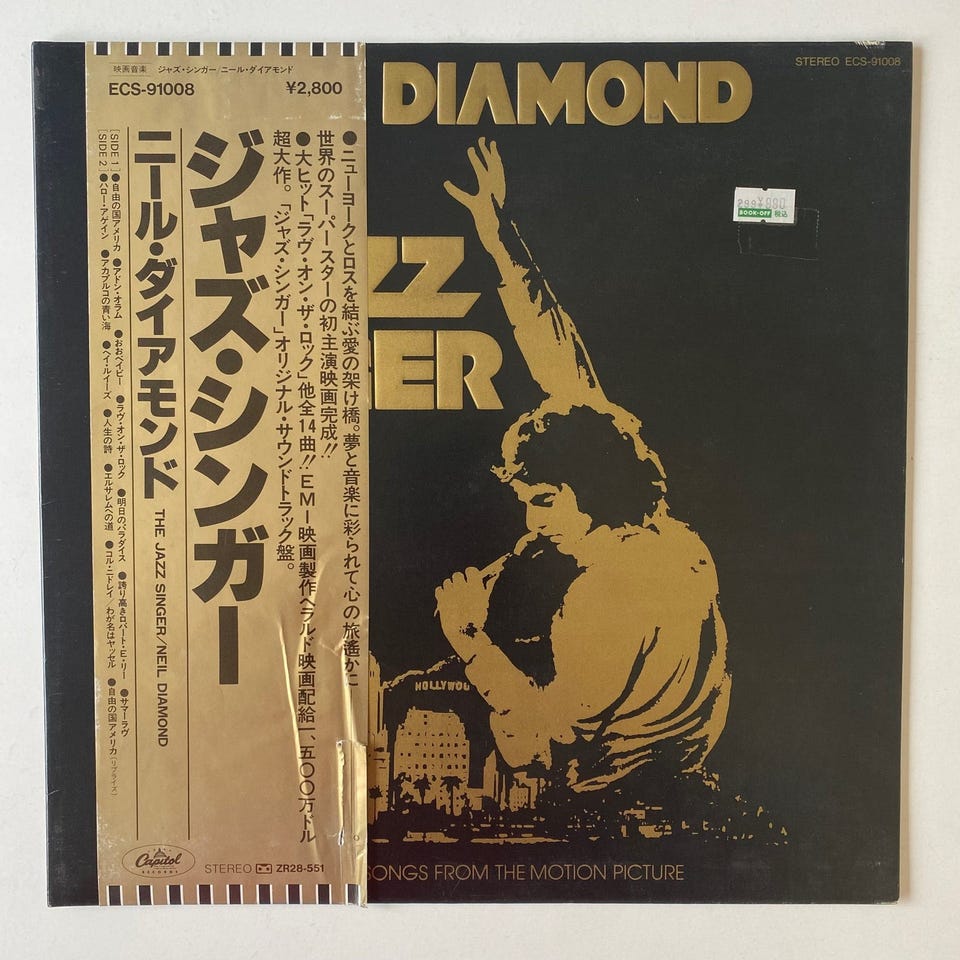 映画音楽 ジャズ・シンガー/ニール・ダイアモンド
ECS-91008 ¥2,800
●ニューヨークとロスを結ぶ愛の架け橋。夢と音楽に彩られて心の旅遙かに
世界のスーパースターの初主演映画完成!!
●大ヒット「ラヴ・オン・ザ・ロック」他全14曲!! EMI映画製作ヘラルド映画配給一、五〇〇万ドル
超大作。「ジャズ・シンガー」オリジナル・サウンドトラック盤。
ジャズ・シンガー
ニール・ダイアモンド THE JAZZ SINGER/NEIL DIAMOND
[SIDE 1] ●自由の国アメリカ ●アドン・オラム ●おおベイビー ●ラヴ・オン・ザ・ロック ●明日のパラダイス ●誇り高きロバート・E・リー ●サマーラヴ
[SIDE 2] ●ハロー・アゲイン ●アカプルコの青い海 ●ヘイ・ルイーズ ●人生の詩 ●エルサレムへの道 ●コル・ニドレイ/わが名はヤッセル ●自由の国アメリカ(リプライズ)
Capitol
RECORDS
STEREO ZR28-551
DIAMOND
STEREO ECS-91008
ZZ
ER
BOOK-OFF 税込
HOLLYWOO
SONGS FROM THE MOTION PICTURE